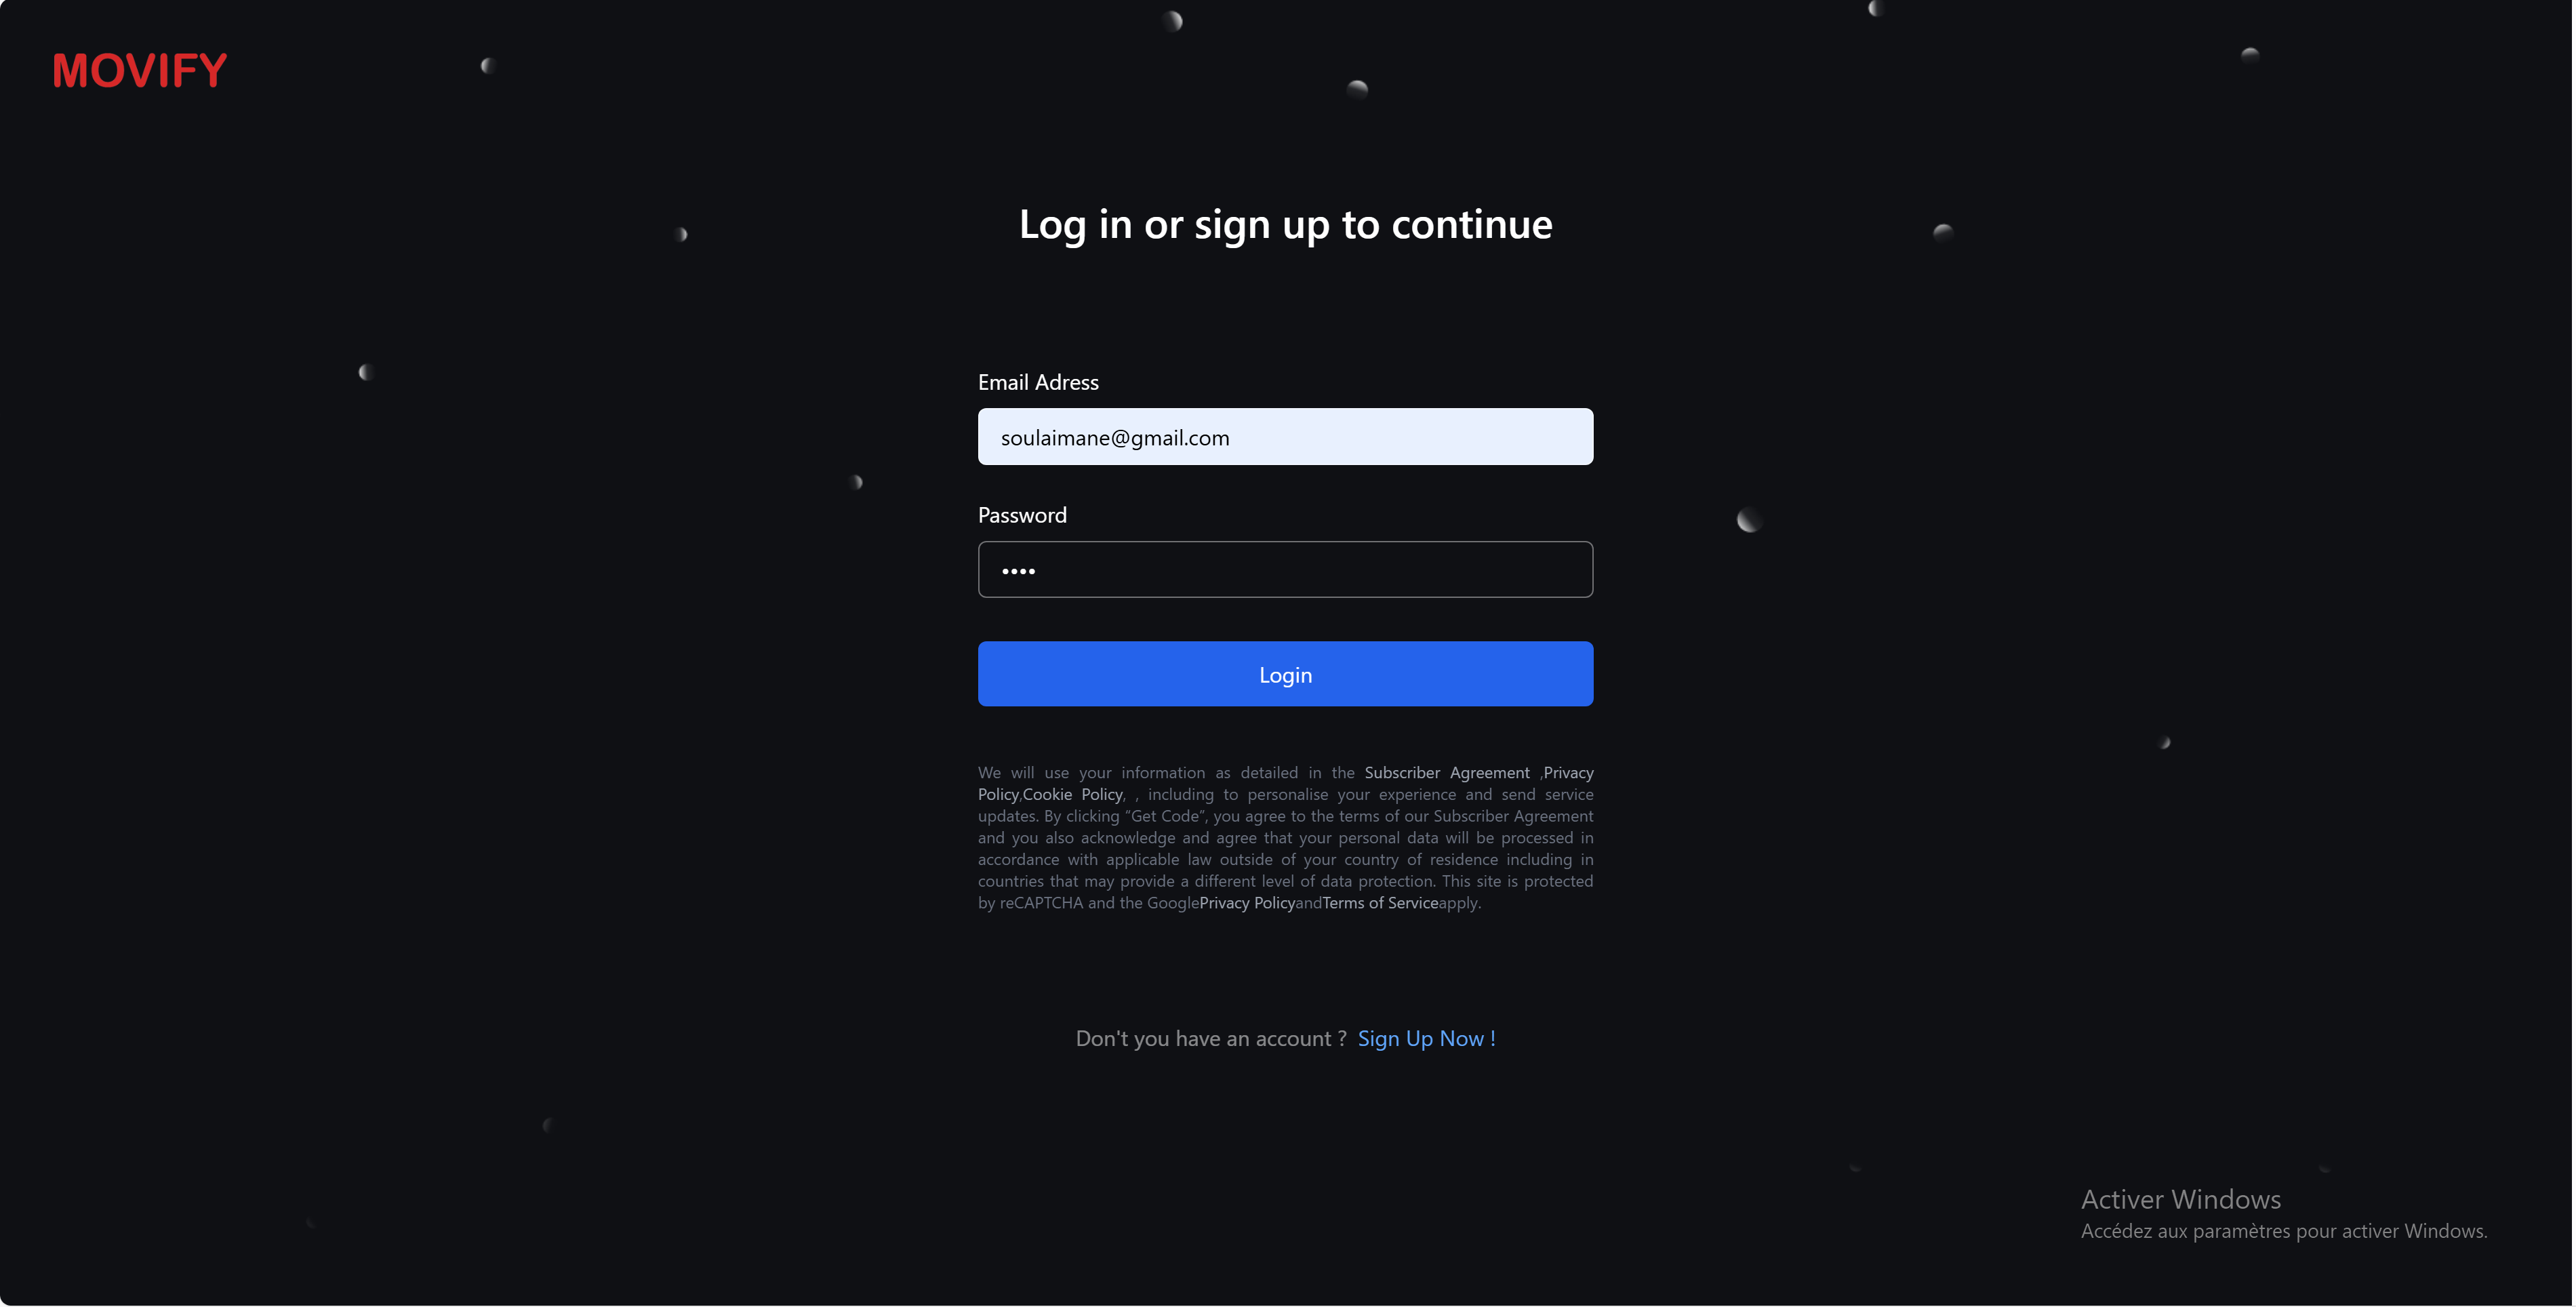 MOVIFY
Log in or sign up to continue
Email Adress
soulaimane@gmail.com
Password
••••
Login
We will use your information as detailed in the Subscriber Agreement ,Privacy
Policy,Cookie Policy, , including to personalise your experience and send service
updates. By clicking “Get Code”, you agree to the terms of our Subscriber Agreement
and you also acknowledge and agree that your personal data will be processed in
accordance with applicable law outside of your country of residence including in
countries that may provide a different level of data protection. This site is protected
by reCAPTCHA and the GooglePrivacy PolicyandTerms of Serviceapply.
Don't you have an account ? Sign Up Now !
Activer Windows
Accédez aux paramètres pour activer Windows.